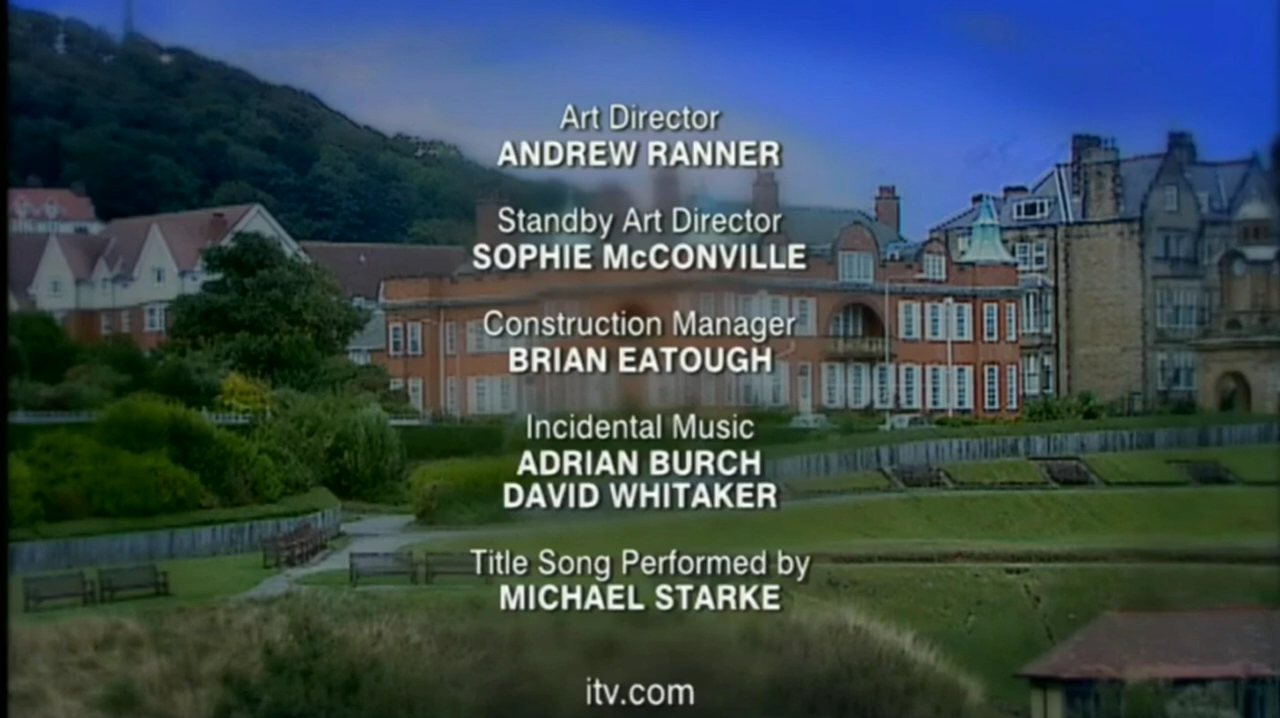 Art Director
ANDREW RANNER
Standby Art Director
SOPHIE McCONVILLE
Construction Manager
BRIAN EATOUGH
Incidental Music
ADRIAN BURCH
DAVID WHITAKER
Title Song Performed by
MICHAEL STARKE
itv.com